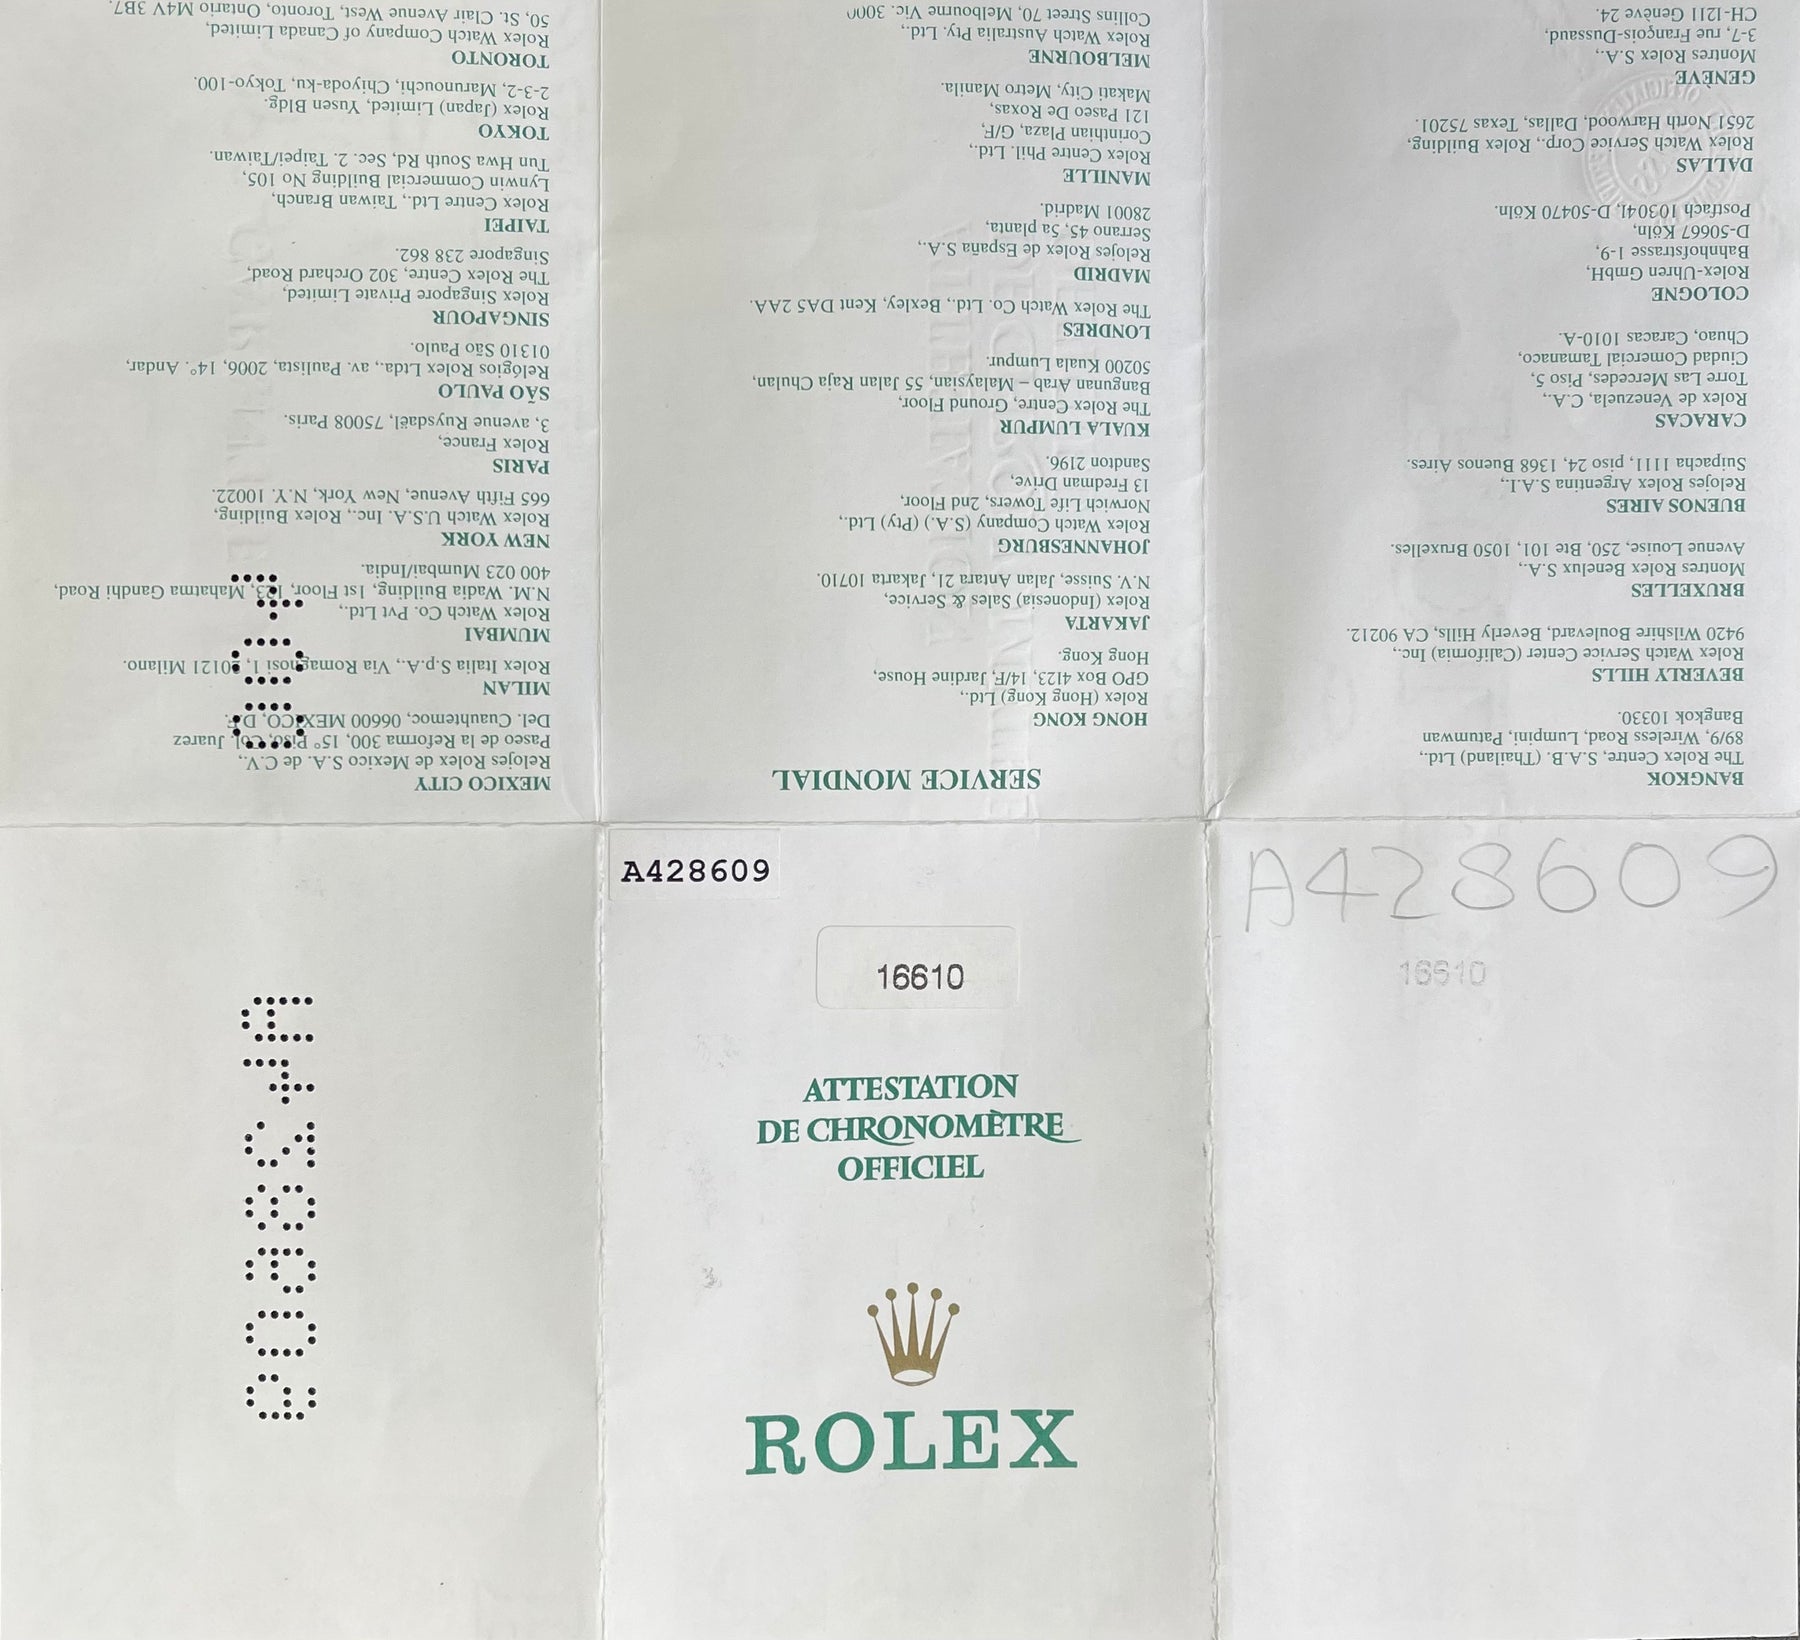 A428609
16610
ATTESTATION
DE CHRONOMÈTRE
OFFICIEL
ROLEX
A428609
16610
A428609
400
SERVICE MONDIAL
BANGKOK
The Rolex Centre, S.A.B. (Thailand) Ltd.,
89/9, Wireless Road, Lumpini, Patumwan
Bangkok 10330.
BEVERLY HILLS
Rolex Watch Service Center (California) Inc.,
9420 Wilshire Boulevard, Beverly Hills, CA 90212.
BRUXELLES
Montres Rolex Benelux S.A.,
Avenue Louise, 250, Bte 101, 1050 Bruxelles.
BUENOS AIRES
Relojes Rolex Argentina S.A.I.,
Suipacha 1111, piso 24, 1368 Buenos Aires.
CARACAS
Rolex de Venezuela, C.A.,
Torre Las Mercedes, Piso 5,
Ciudad Comercial Tamanaco,
Chuao, Caracas 1010-A.
COLOGNE
Rolex-Uhren GmbH,
Bahnhofstrasse 1-9,
D-50667 Köln,
Postfach 103041, D-50470 Köln.
DALLAS
Rolex Watch Service Corp., Rolex Building,
2651 North Harwood, Dallas, Texas 75201.
GENÈVE
Montres Rolex S.A.,
3-7, rue François-Dussaud,
CH-1211 Genève 24.
HONG KONG
Rolex (Hong Kong) Ltd.,
GPO Box 4123, 14/F, Jardine House,
Hong Kong.
JAKARTA
Rolex (Indonesia) Sales & Service,
N.V. Suisse, Jalan Antara 21, Jakarta 10710.
JOHANNESBURG
Rolex Watch Company (S.A.) (Pty) Ltd.,
Norwich Life Towers, 2nd Floor,
13 Fredman Drive,
Sandton 2196.
KUALA LUMPUR
The Rolex Centre, Ground Floor,
Bangunan Arab – Malaysian, 55 Jalan Raja Chulan,
50200 Kuala Lumpur.
LONDRES
The Rolex Watch Co. Ltd., Bexley, Kent DA5 2AA.
MADRID
Relojes Rolex de España S.A.,
Serrano 45, 5a planta,
28001 Madrid.
MANILLE
Rolex Centre Phil. Ltd.,
Corinthian Plaza, G/F,
121 Paseo De Roxas,
Makati City, Metro Manila.
MELBOURNE
Rolex Watch Australia Pty. Ltd.,
Collins Street 70, Melbourne Vic. 3000
MEXICO CITY
Relojes Rolex de Mexico S.A. de C.V.,
Paseo de la Reforma 300, 15° Piso, Col. Juarez
Del. Cuauhtemoc, 06600 MEXICO, D.F.
MILAN
Rolex Italia S.p.A., Via Romagnosi 1, 20121 Milano.
MUMBAI
Rolex Watch Co. Pvt Ltd.,
N.M. Wadia Building, 1st Floor, 123, Mahatma Gandhi Road,
400 023 Mumbai/India.
NEW YORK
Rolex Watch U.S.A. Inc., Rolex Building,
665 Fifth Avenue, New York, N.Y. 10022.
PARIS
Rolex France,
3, avenue Ruysdaël, 75008 Paris.
SÃO PAULO
Relógios Rolex Ltda., av. Paulista, 2006, 14°. Andar,
01310 São Paulo.
SINGAPOUR
Rolex Singapore Private Limited,
The Rolex Centre, 302 Orchard Road,
Singapore 238 862.
TAIPEI
Rolex Centre Ltd., Taiwan Branch,
Lynwin Commercial Building No 105,
Tun Hwa South Rd, Sec. 2. Taipei/Taiwan.
TOKYO
Rolex (Japan) Limited, Yusen Bldg.
2-3-2, Marunouchi, Chiyoda-ku, Tokyo-100.
TORONTO
Rolex Watch Company of Canada Limited,
50, St. Clair Avenue West, Toronto, Ontario M4V 3B7.